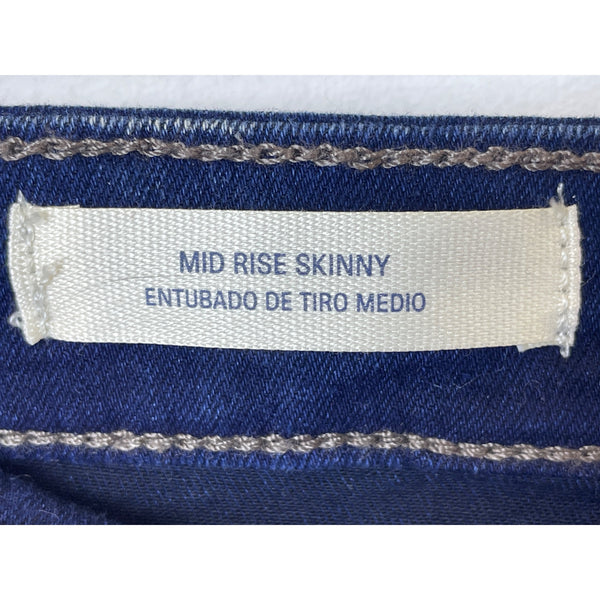 MID RISE SKINNY
ENTUBADO DE TIRO MEDIO